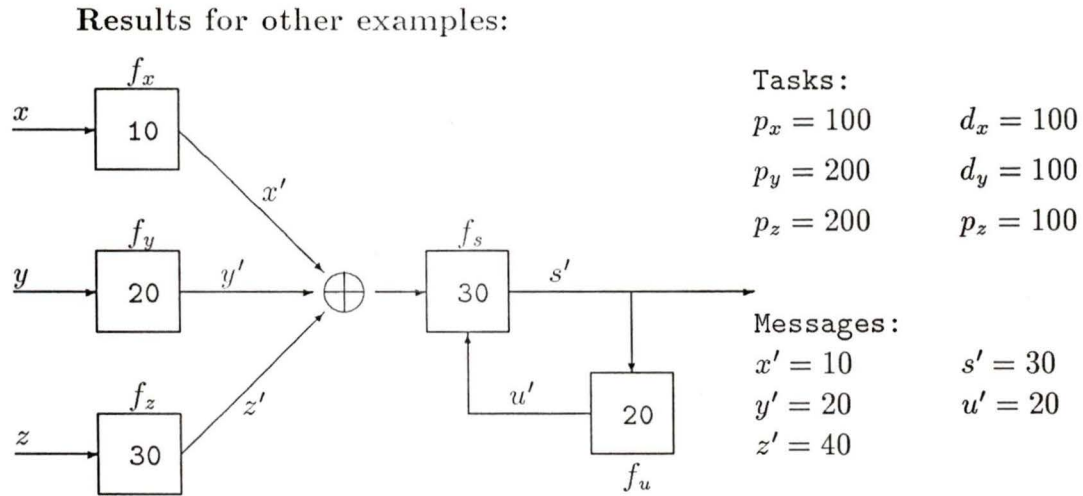 Results for other examples:
f_x
x
10
x′
f_y
y
20
y′
f_s
30
s′
f_z
z
30
z′
u′
20
f_u
Tasks:
p_x = 100 d_x = 100
p_y = 200 d_y = 100
p_z = 200 p_z = 100
Messages:
x′ = 10 s′ = 30
y′ = 20 u′ = 20
z′ = 40